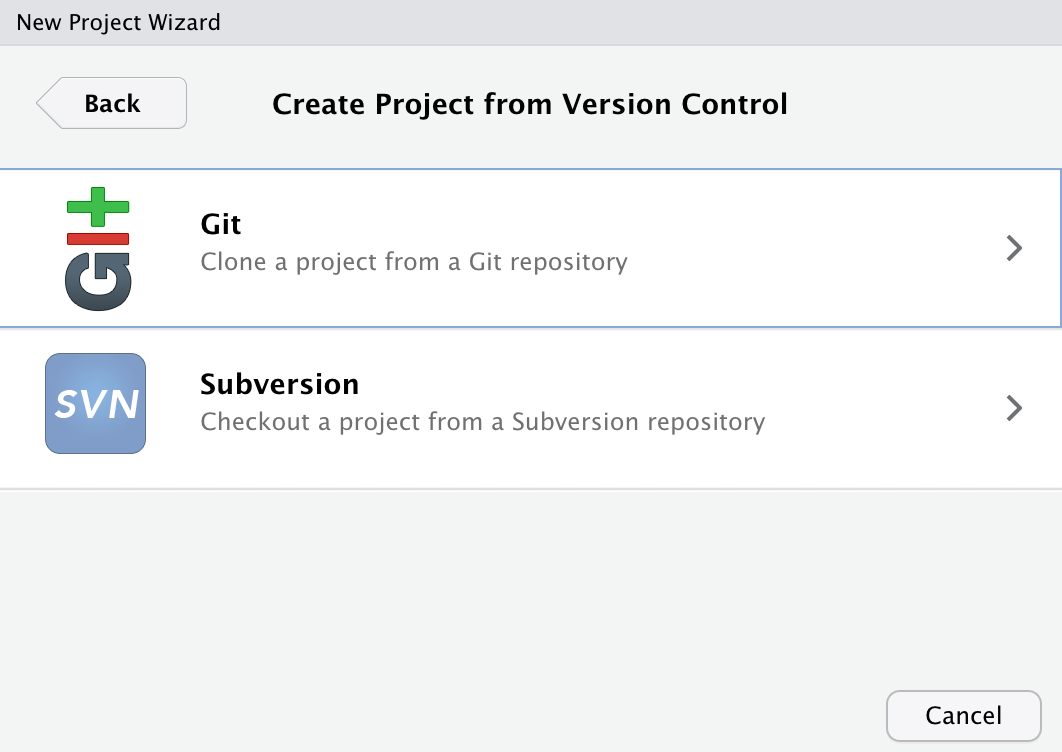 New Project Wizard
Back
Create Project from Version Control
Git
Git
Clone a project from a Git repository
SVN
Subversion
Checkout a project from a Subversion repository
Cancel